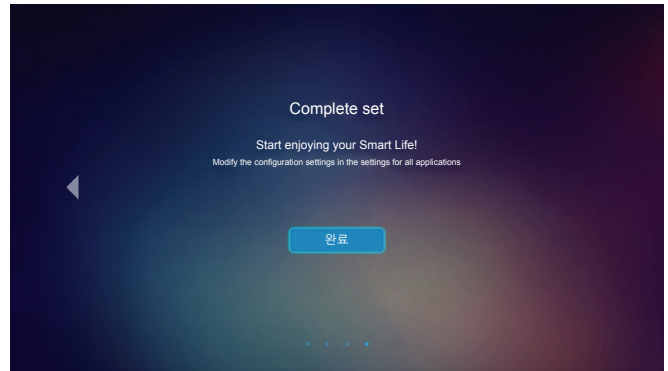 Complete set
Start enjoying your Smart Life!
Modify the configuration settings in the settings for all applications
완료